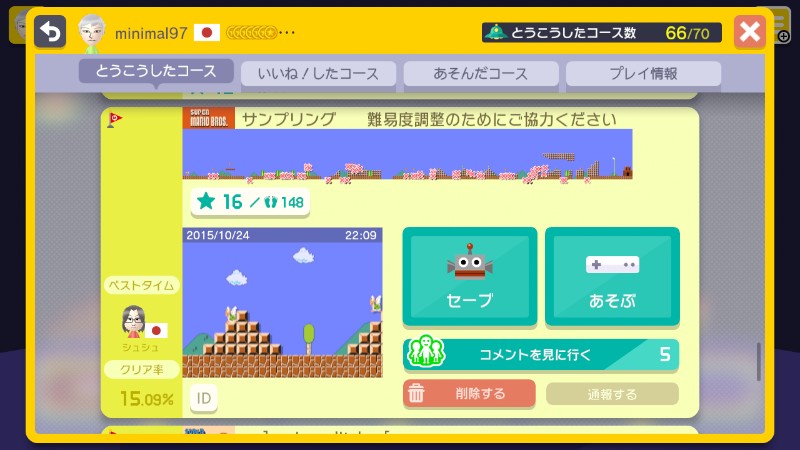 minimal97
とうこうしたコース数 66/70
とうこうしたコース
いいね!したコース
あそんだコース
プレイ情報
SUPER MARIO BROS.
サンプリング 難易度調整のためにご協力ください
16 / 148
2015/10/24 22:09
セーブ
あそぶ
ベストタイム
シュシュ
コメントを見に行く 5
クリア率
15.09%
ID
削除する
通報する